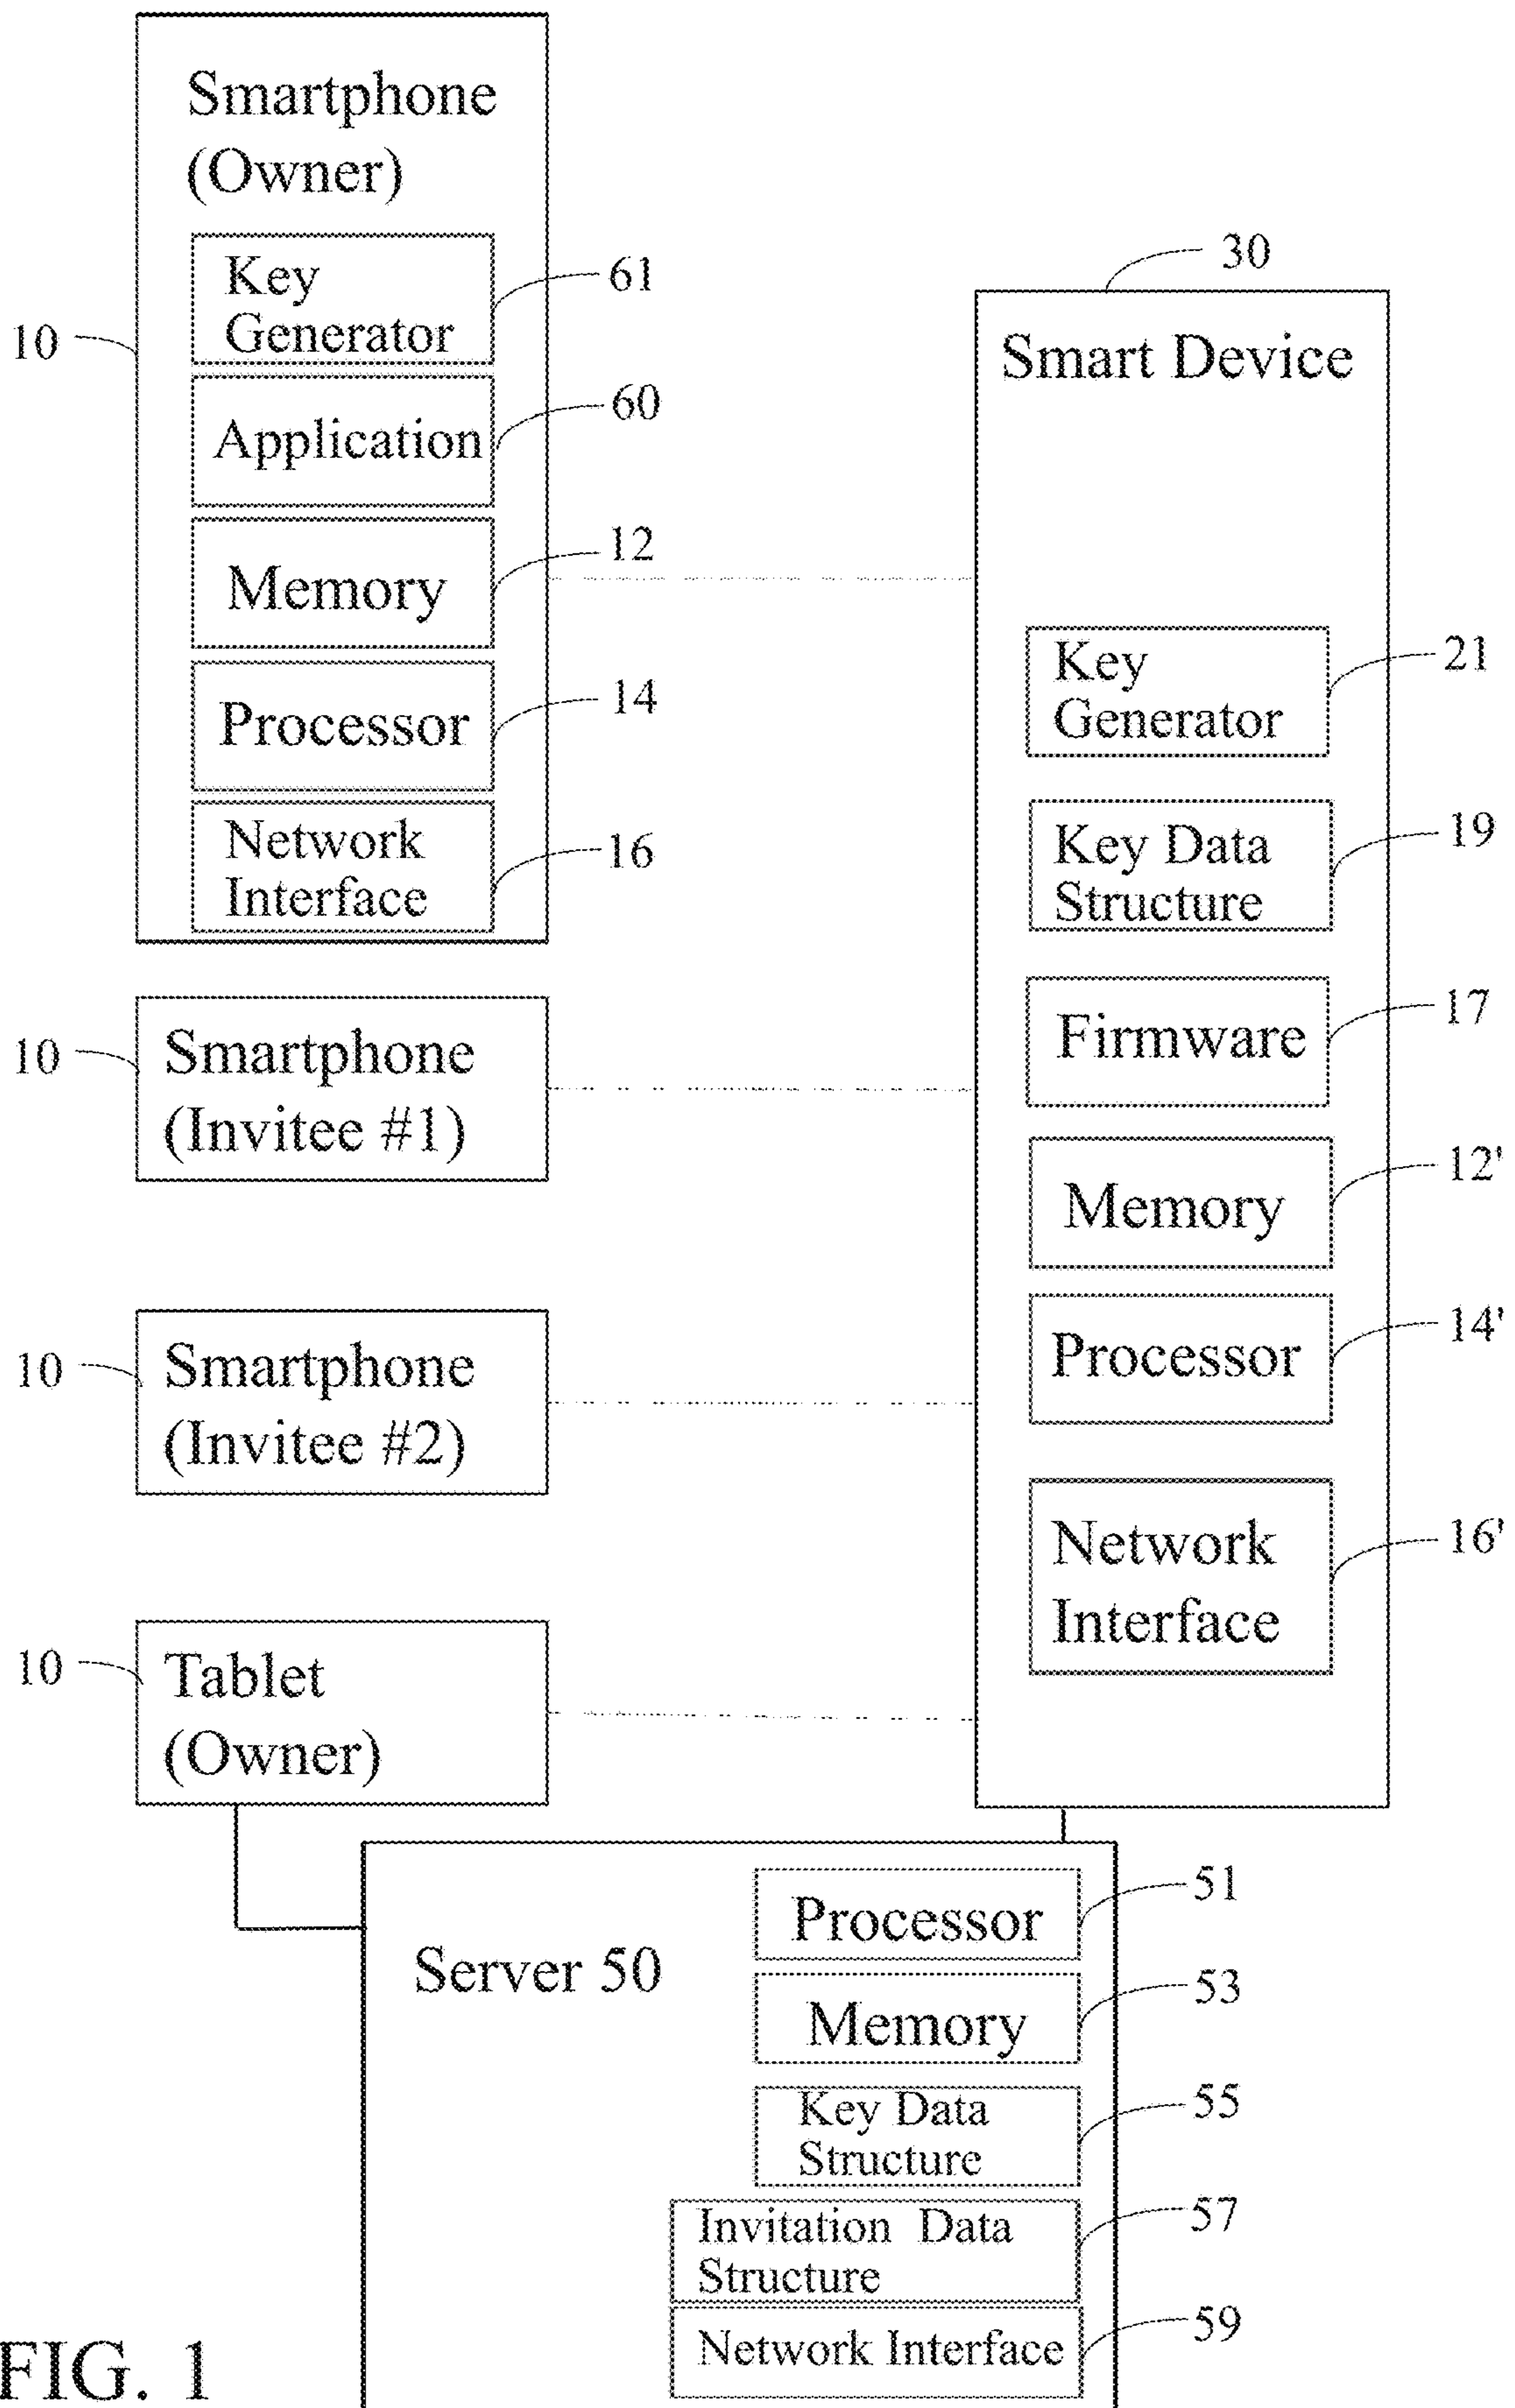 Smartphone
(Owner)
10
Key
Generator
61
Application
60
Memory
12
Processor
14
Network
Interface
16
10
Smartphone
(Invitee #1)
10
Smartphone
(Invitee #2)
10
Tablet
(Owner)
30
Smart Device
Key
Generator
21
Key Data
Structure
19
Firmware
17
Memory
12'
Processor
14'
Network
Interface
16'
Server 50
Processor
51
Memory
53
Key Data
Structure
55
Invitation Data
Structure
57
Network Interface
59
FIG. 1